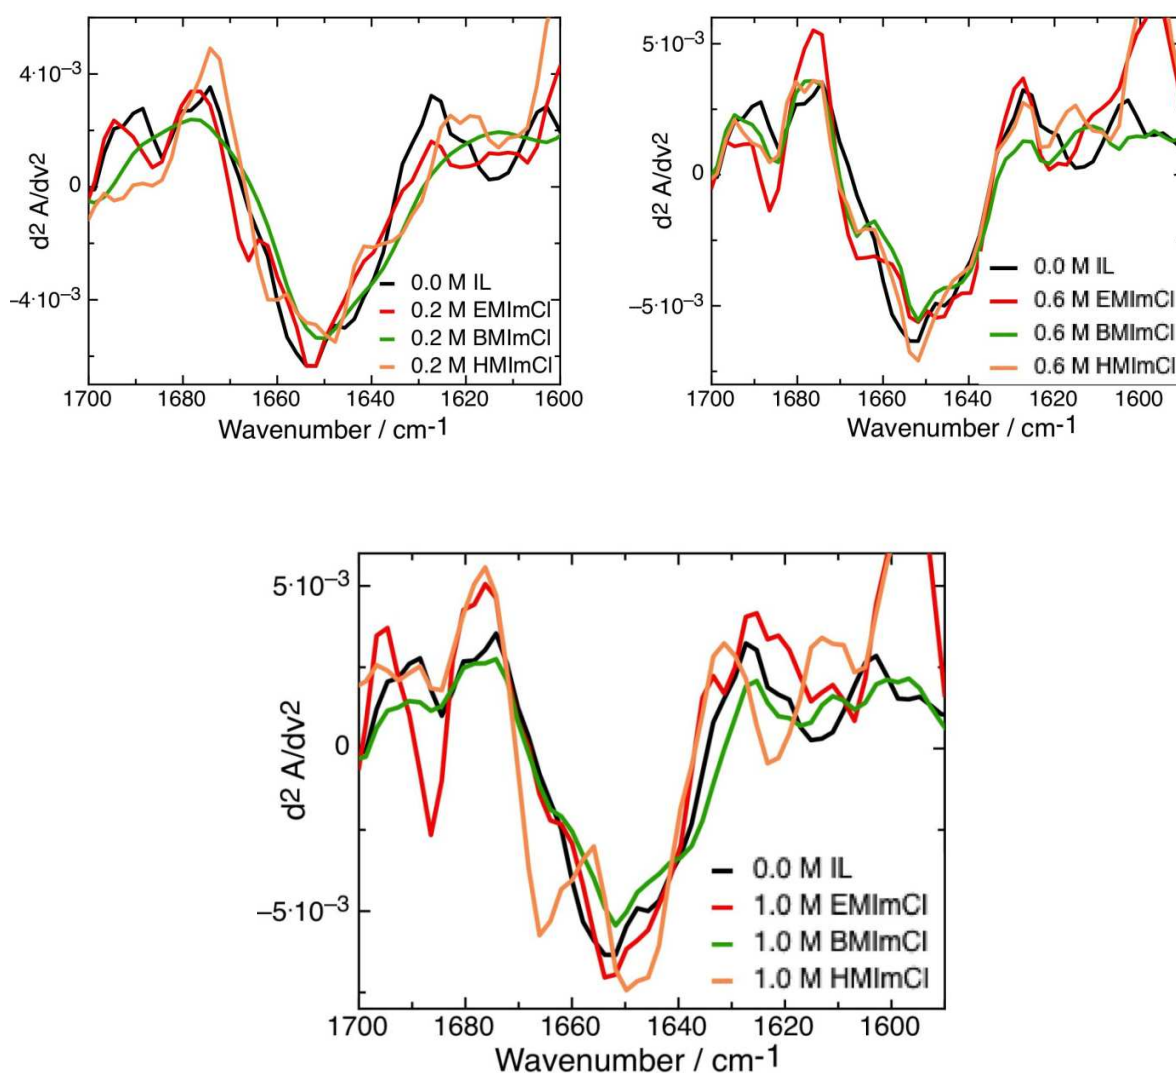 4·10⁻³
0
−4·10⁻³
d² A/dv²
0.0 M IL
0.2 M EMImCl
0.2 M BMImCl
0.2 M HMImCl
1700 1680 1660 1640 1620 1600
Wavenumber / cm⁻¹
5·10⁻³
0
−5·10⁻³
d² A/dv²
0.0 M IL
0.6 M EMImCl
0.6 M BMImCl
0.6 M HMImCl
1700 1680 1660 1640 1620 1600
Wavenumber / cm⁻¹
5·10⁻³
0
−5·10⁻³
d² A/dv²
0.0 M IL
1.0 M EMImCl
1.0 M BMImCl
1.0 M HMImCl
1700 1680 1660 1640 1620 1600
Wavenumber / cm⁻¹